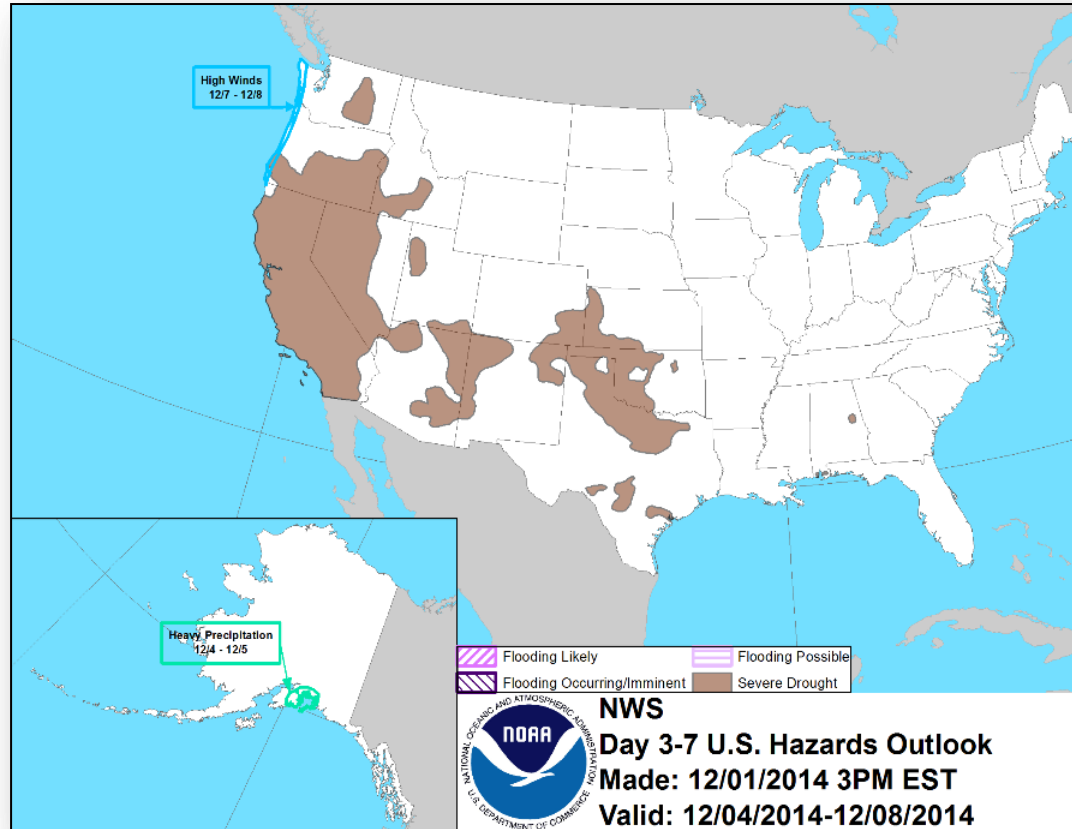 High Winds
12/7 - 12/8
Heavy Precipitation
12/4 - 12/5
Flooding Likely
Flooding Possible
Flooding Occurring/Imminent
Severe Drought
NATIONAL OCEANIC AND ATMOSPHERIC ADMINISTRATION
NOAA
U.S. DEPARTMENT OF COMMERCE
NWS
Day 3-7 U.S. Hazards Outlook
Made: 12/01/2014 3PM EST
Valid: 12/04/2014-12/08/2014